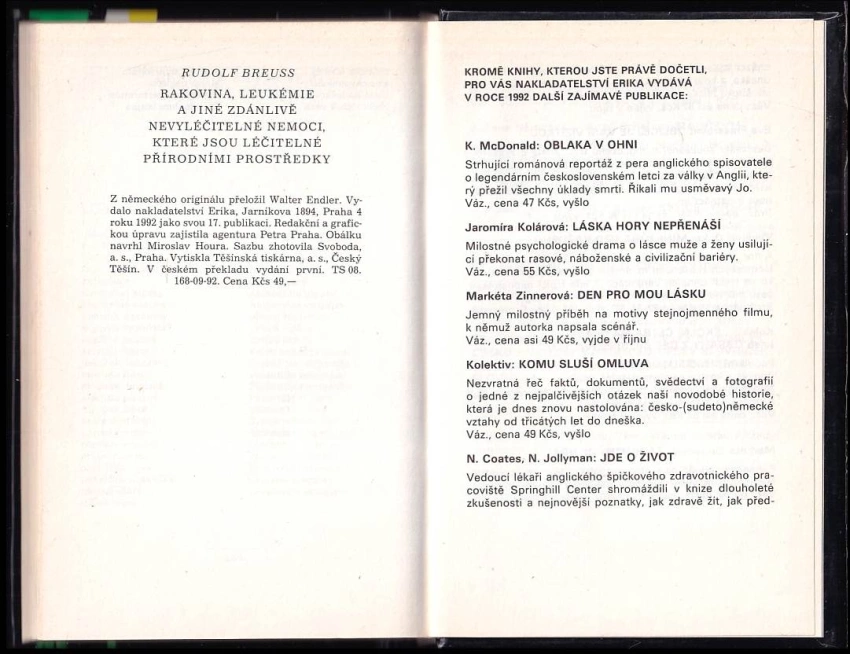 RUDOLF BREUSS
RAKOVINA, LEUKÉMIE
A JINÉ ZDÁNLIVĚ
NEVYLÉČITELNÉ NEMOCI,
KTERÉ JSOU LÉČITELNÉ
PŘÍRODNÍMI PROSTŘEDKY
Z německého originálu přeložil Walter Endler. Vy-
dalo nakladatelství Erika, Jarníkova 1894, Praha 4
roku 1992 jako svou 17. publikaci. Redakční a grafic-
kou úpravu zajistila agentura Petra Praha. Obálku
navrhl Miroslav Houra. Sazbu zhotovila Svoboda,
a. s., Praha. Vytiskla Těšínská tiskárna, a. s., Český
Těšín. V českém překladu vydání první. TS 08.
168-09-92. Cena Kčs 49,—
KROMĚ KNIHY, KTEROU JSTE PRÁVĚ DOČETLI,
PRO VÁS NAKLADATELSTVÍ ERIKA VYDÁVÁ
V ROCE 1992 DALŠÍ ZAJÍMAVÉ PUBLIKACE:
K. McDonald: OBLAKA V OHNI
Strhující románová reportáž z pera anglického spisovatele
o legendárním československém letci za války v Anglii, kte-
rý přežil všechny úklady smrti. Říkali mu usměvavý Jo.
Váz., cena 47 Kčs, vyšlo
Jaromíra Kolárová: LÁSKA HORY NEPŘENÁŠÍ
Milostné psychologické drama o lásce muže a ženy usilují-
cí překonat rasové, náboženské a civilizační bariéry.
Váz., cena 55 Kčs, vyšlo
Markéta Zinnerová: DEN PRO MOU LÁSKU
Jemný milostný příběh na motivy stejnojmenného filmu,
k němuž autorka napsala scénář.
Váz., cena asi 49 Kčs, vyjde v říjnu
Kolektiv: KOMU SLUŠÍ OMLUVA
Nezvratná řeč faktů, dokumentů, svědectví a fotografií
o jedné z nejpalčivějších otázek naší novodobé historie,
která je dnes znovu nastolována: česko-(sudeto)německé
vztahy od třicátých let do dneška.
Váz., cena 49 Kčs, vyšlo
N. Coates, N. Jollyman: JDE O ŽIVOT
Vedoucí lékaři anglického špičkového zdravotnického pra-
coviště Springhill Center shromáždili v knize dlouholeté
zkušenosti a nejnovější poznatky, jak zdravě žít, jak před-